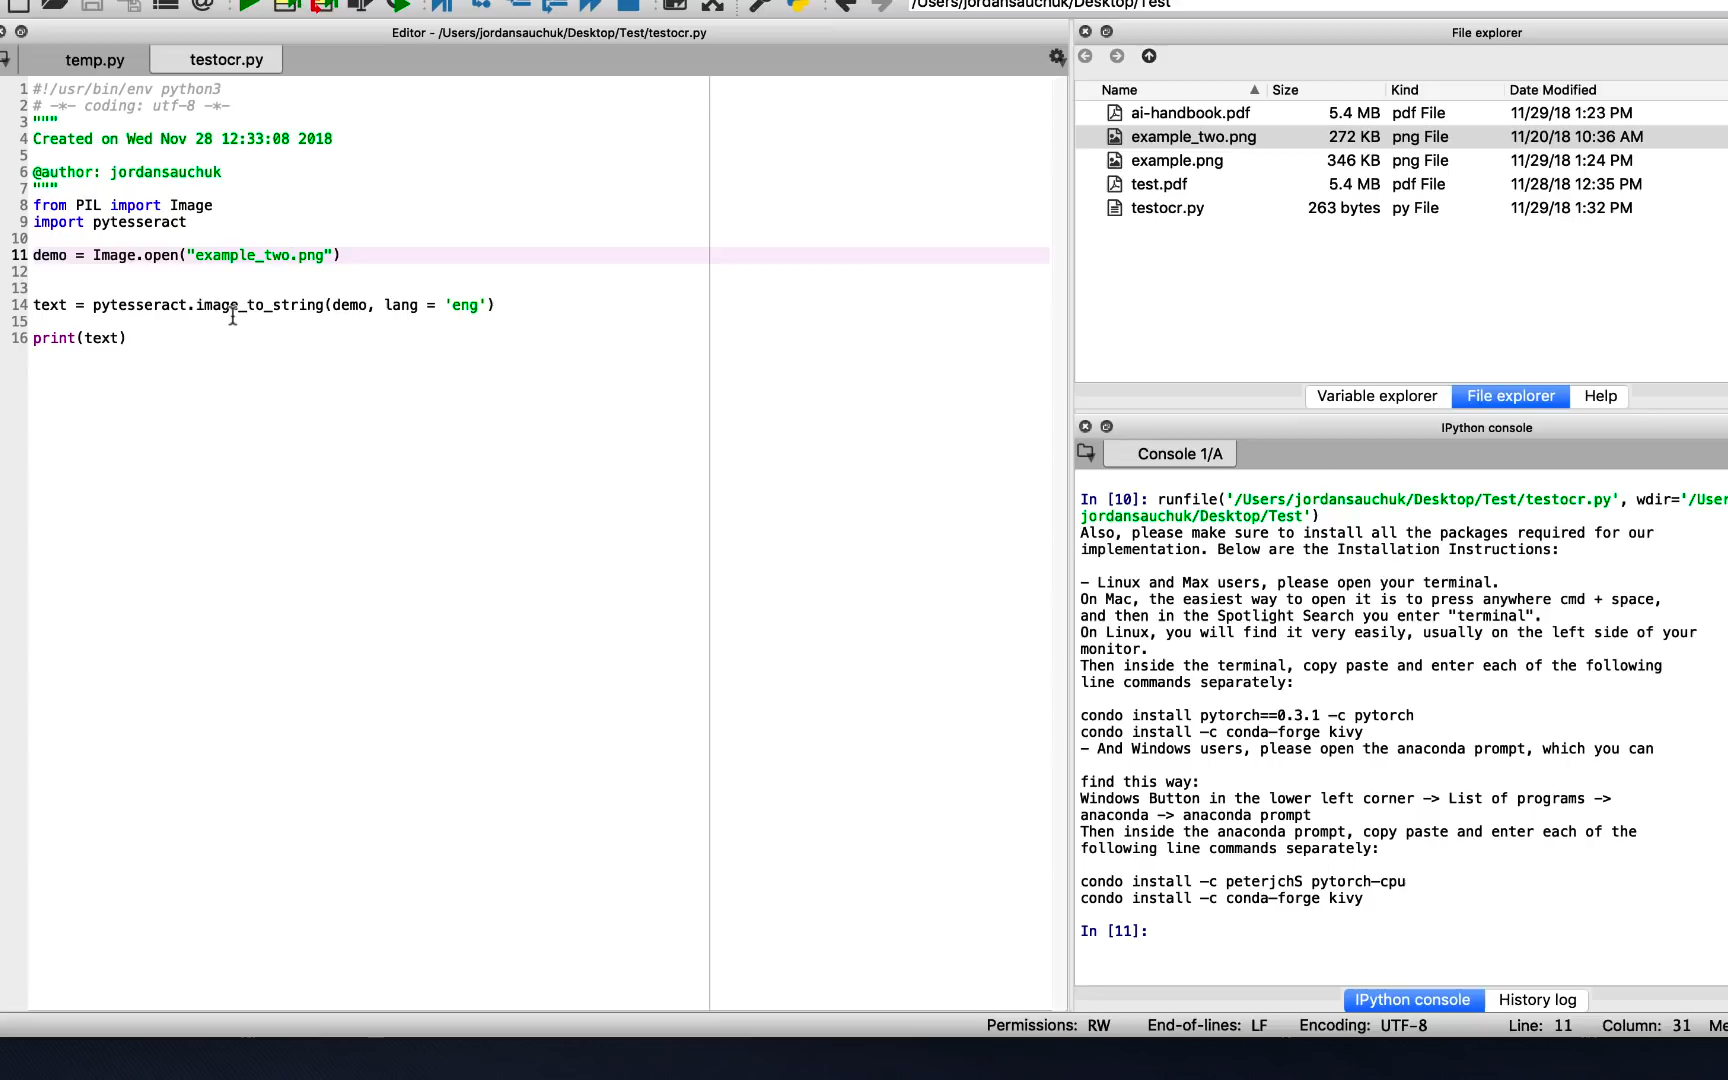 /Users/jordansauchuk/Desktop/Test
Editor - /Users/jordansauchuk/Desktop/Test/testocr.py
temp.py
testocr.py
1 #!/usr/bin/env python3
2 # -*- coding: utf-8 -*-
3 """
4 Created on Wed Nov 28 12:33:08 2018
5
6 @author: jordansauchuk
7 """
8 from PIL import Image
9 import pytesseract
10
11 demo = Image.open("example_two.png")
12
13
14 text = pytesseract.image_to_string(demo, lang = 'eng')
15
16 print(text)
File explorer
Name Size Kind Date Modified
ai-handbook.pdf 5.4 MB pdf File 11/29/18 1:23 PM
example_two.png 272 KB png File 11/20/18 10:36 AM
example.png 346 KB png File 11/29/18 1:24 PM
test.pdf 5.4 MB pdf File 11/28/18 12:35 PM
testocr.py 263 bytes py File 11/29/18 1:32 PM
Variable explorer File explorer Help
IPython console
Console 1/A
In [10]: runfile('/Users/jordansauchuk/Desktop/Test/testocr.py', wdir='/User
jordansauchuk/Desktop/Test')
Also, please make sure to install all the packages required for our
implementation. Below are the Installation Instructions:
– Linux and Max users, please open your terminal.
On Mac, the easiest way to open it is to press anywhere cmd + space,
and then in the Spotlight Search you enter "terminal".
On Linux, you will find it very easily, usually on the left side of your
monitor.
Then inside the terminal, copy paste and enter each of the following
line commands separately:
condo install pytorch==0.3.1 —c pytorch
condo install —c conda—forge kivy
– And Windows users, please open the anaconda prompt, which you can
find this way:
Windows Button in the lower left corner —> List of programs —>
anaconda —> anaconda prompt
Then inside the anaconda prompt, copy paste and enter each of the
following line commands separately:
condo install —c peterjchS pytorch—cpu
condo install —c conda—forge kivy
In [11]:
IPython console History log
Permissions: RW End-of-lines: LF Encoding: UTF-8 Line: 11 Column: 31 Me